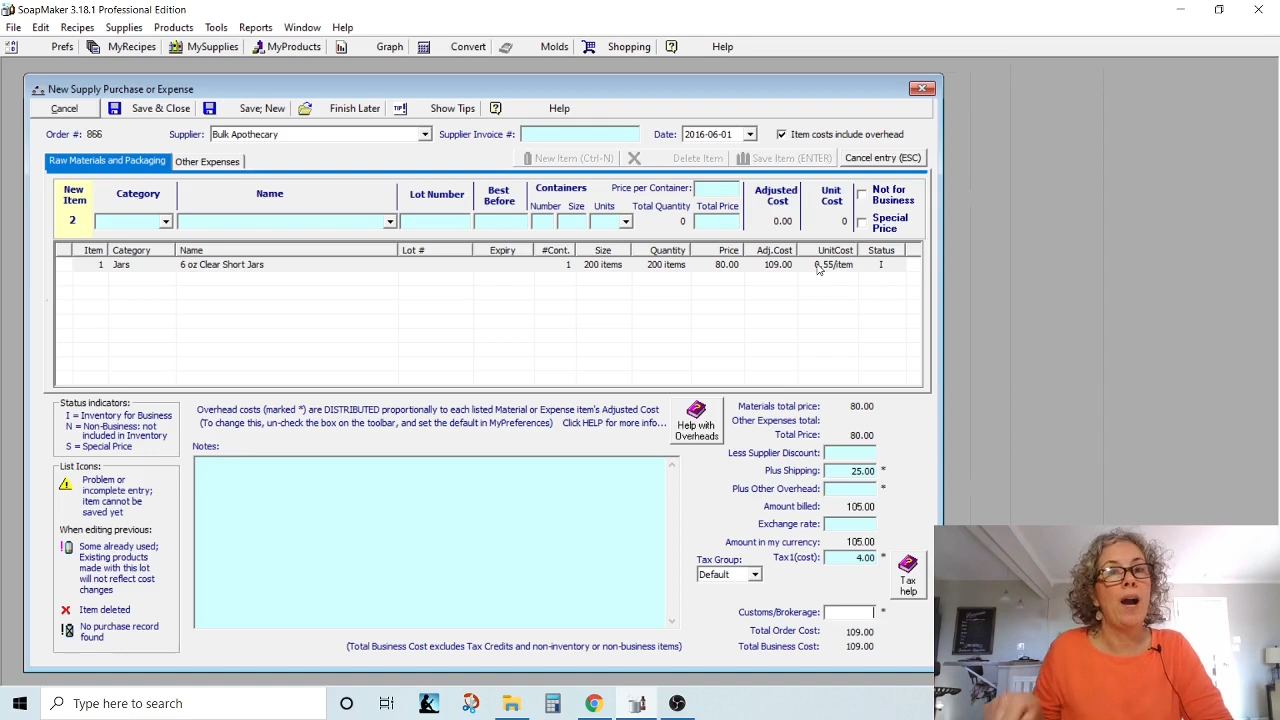 SoapMaker 3.18.1 Professional Edition
File Edit Recipes Supplies Products Tools Reports Window Help
Prefs MyRecipes MySupplies MyProducts Graph Convert Molds Shopping Help
New Supply Purchase or Expense
Cancel Save & Close Save; New Finish Later TIP! Show Tips Help
Order #: 866 Supplier: Bulk Apothecary Supplier Invoice #: Date: 2016-06-01 Item costs include overhead
Raw Materials and Packaging Other Expenses New Item (Ctrl-N) Delete Item Save Item (ENTER) Cancel entry (ESC)
New Item 2 Category Name Lot Number Best Before Containers Number Size Units Price per Container: Total Quantity 0 Total Price Adjusted Cost 0.00 Unit Cost 0 Not for Business Special Price
Item Category Name Lot # Expiry #Cont. Size Quantity Price Adj.Cost UnitCost Status
1 Jars 6 oz Clear Short Jars 1 200 items 200 items 80.00 109.00 0.55/item I
Status indicators:
I = Inventory for Business
N = Non-Business: not
included in Inventory
S = Special Price
List Icons:
Problem or
incomplete entry;
item cannot be
saved yet
When editing previous:
Some already used;
Existing products
made with this lot
will not reflect cost
changes
Item deleted
No purchase record
found
Overhead costs (marked *) are DISTRIBUTED proportionally to each listed Material or Expense item's Adjusted Cost
(To change this, un-check the box on the toolbar, and set the default in MyPreferences) Click HELP for more info...
Help with
Overheads
Notes:
(Total Business Cost excludes Tax Credits and non-inventory or non-business items)
Materials total price: 80.00
Other Expenses total:
Total Price: 80.00
Less Supplier Discount:
Plus Shipping: 25.00 *
Plus Other Overhead: *
Amount billed: 105.00
Exchange rate:
Amount in my currency: 105.00
Tax Group: Tax1(cost): 4.00 *
Default
Tax
help
Customs/Brokerage: *
Total Order Cost: 109.00
Total Business Cost: 109.00
Type here to search